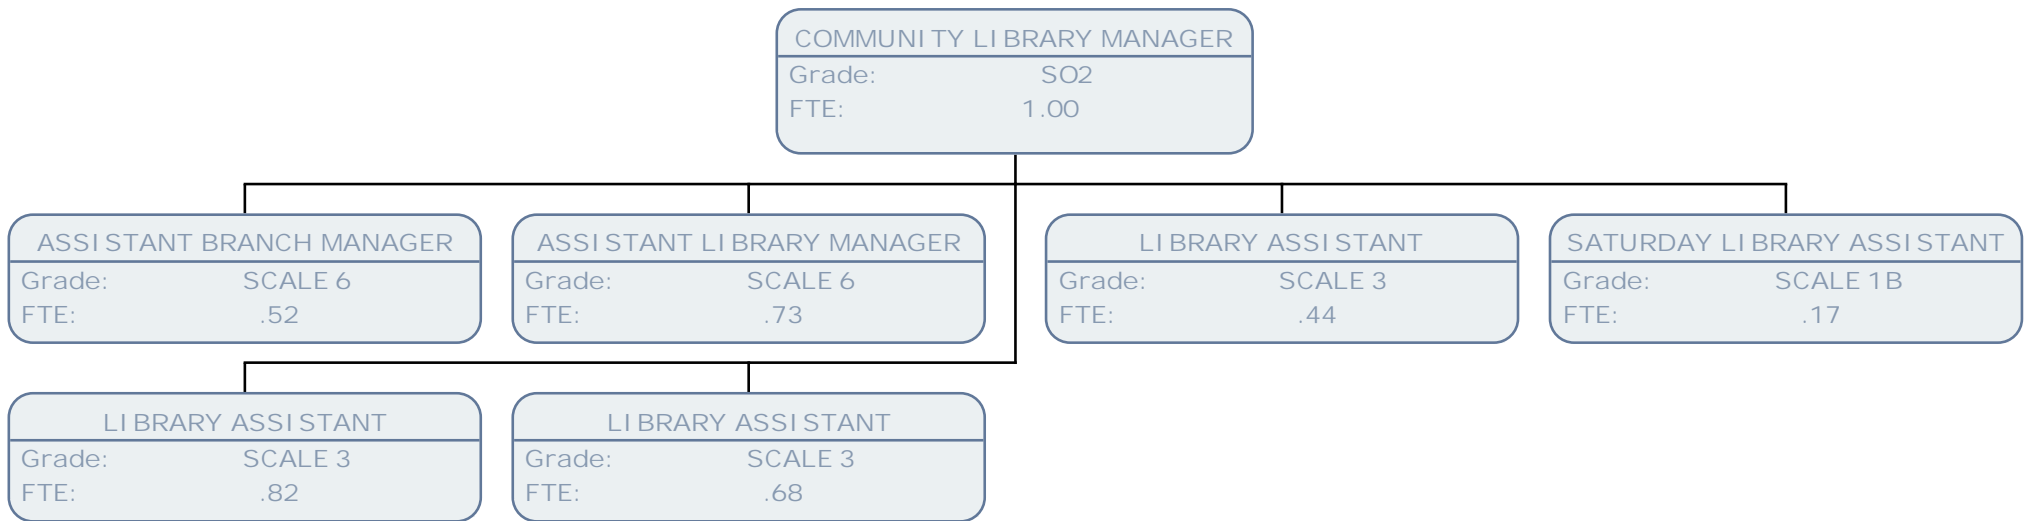 COMMUNITY LIBRARY MANAGER
Grade: SO2
FTE: 1.00
ASSISTANT BRANCH MANAGER
Grade: SCALE 6
FTE: .52
ASSISTANT LIBRARY MANAGER
Grade: SCALE 6
FTE: .73
LIBRARY ASSISTANT
Grade: SCALE 3
FTE: .44
SATURDAY LIBRARY ASSISTANT
Grade: SCALE 1B
FTE: .17
LIBRARY ASSISTANT
Grade: SCALE 3
FTE: .82
LIBRARY ASSISTANT
Grade: SCALE 3
FTE: .68